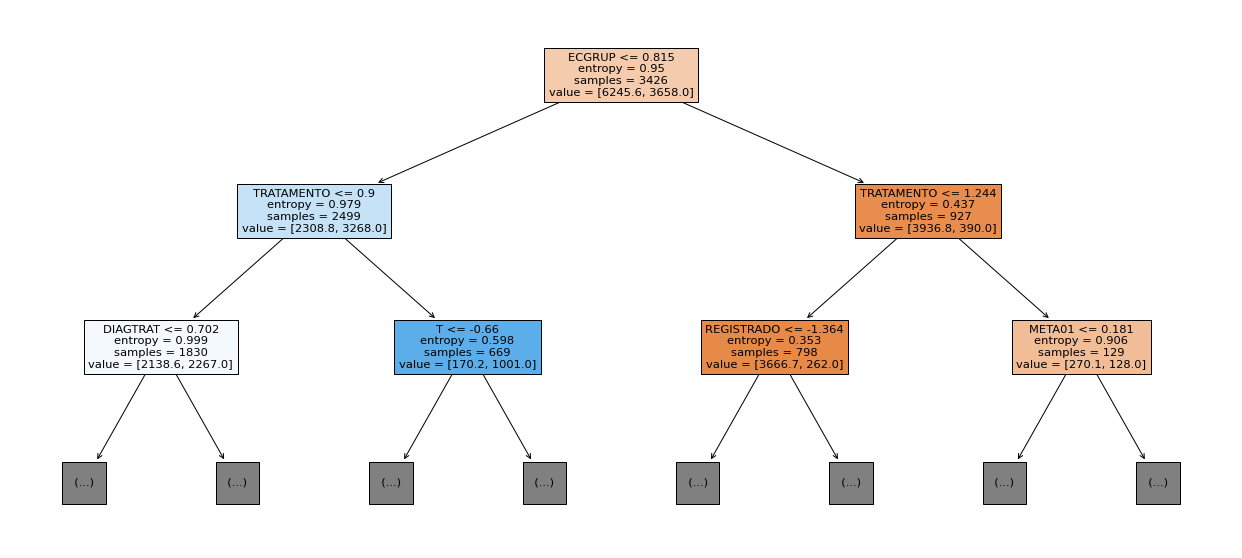 ECGRUP <= 0.815
entropy = 0.95
samples = 3426
value = [6245.6, 3658.0]
TRATAMENTO <= 0.9
entropy = 0.979
samples = 2499
value = [2308.8, 3268.0]
TRATAMENTO <= 1.244
entropy = 0.437
samples = 927
value = [3936.8, 390.0]
DIAGTRAT <= 0.702
entropy = 0.999
samples = 1830
value = [2138.6, 2267.0]
T <= -0.66
entropy = 0.598
samples = 669
value = [170.2, 1001.0]
REGISTRADO <= -1.364
entropy = 0.353
samples = 798
value = [3666.7, 262.0]
META01 <= 0.181
entropy = 0.906
samples = 129
value = [270.1, 128.0]
(...)
(...)
(...)
(...)
(...)
(...)
(...)
(...)